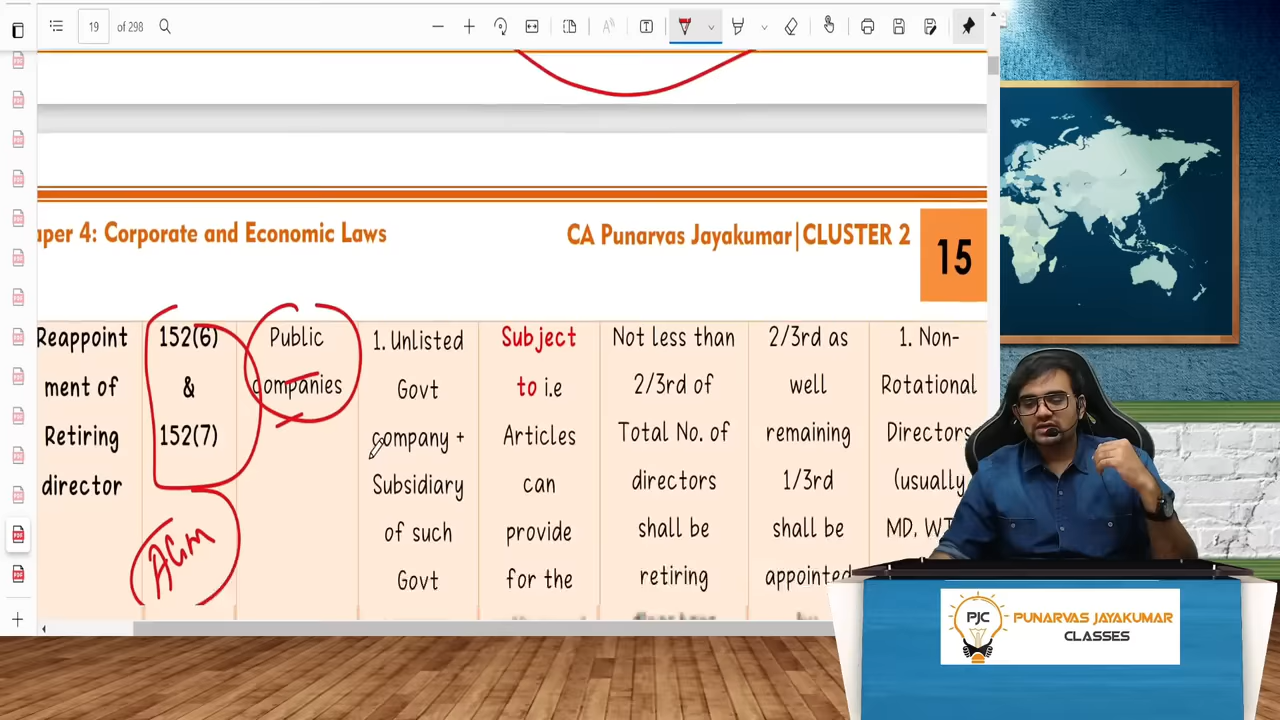 19 of 298
aper 4: Corporate and Economic Laws
CA Punarvas Jayakumar|CLUSTER 2
15
Reappoint
ment of
Retiring
director
152(6)
&
152(7)
AGM
Public
companies
1. Unlisted
Govt
company +
Subsidiary
of such
Govt
Subject
to i.e
Articles
can
provide
for the
Not less than
2/3rd of
Total No. of
directors
shall be
retiring
2/3rd as
well
remaining
1/3rd
shall be
appointed
1. Non-
Rotational
Directors
(usually
MD. WT
PJC
PUNARVAS JAYAKUMAR
CLASSES